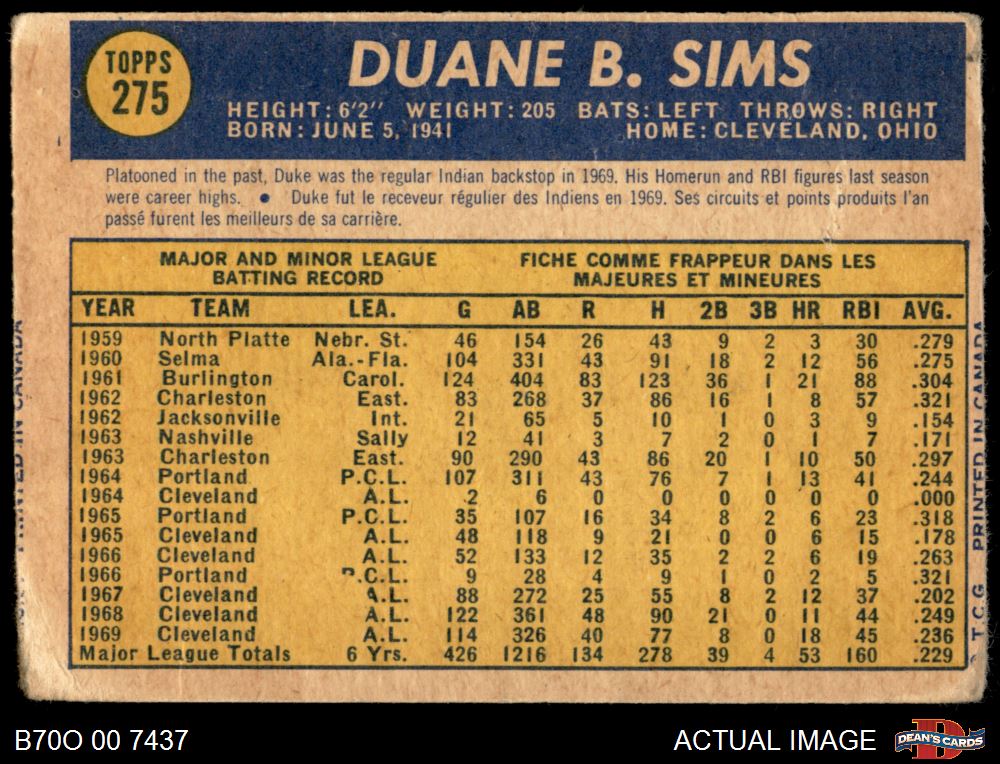 TOPPS
275
DUANE B. SIMS
HEIGHT: 6'2" WEIGHT: 205 BATS: LEFT THROWS: RIGHT
BORN: JUNE 5, 1941 HOME: CLEVELAND, OHIO
Platooned in the past, Duke was the regular Indian backstop in 1969. His Homerun and RBI figures last season
were career highs. ● Duke fut le receveur régulier des Indiens en 1969. Ses circuits et points produits l'an
passé furent les meilleurs de sa carrière.
MAJOR AND MINOR LEAGUE FICHE COMME FRAPPEUR DANS LES
BATTING RECORD MAJEURES ET MINEURES
YEAR TEAM LEA. G AB R H 2B 3B HR RBI AVG.
1959 North Platte Nebr. St. 46 154 26 43 9 2 3 30 .279
1960 Selma Ala.-Fla. 104 331 43 91 18 2 12 56 .275
1961 Burlington Carol. 124 404 83 123 36 1 21 88 .304
1962 Charleston East. 83 268 37 86 16 1 8 57 .321
1962 Jacksonville Int. 21 65 5 10 1 0 3 9 .154
1963 Nashville Sally 12 41 3 7 2 0 1 7 .171
1963 Charleston East. 90 290 43 86 20 1 10 50 .297
1964 Portland P.C.L. 107 311 43 76 7 1 13 41 .244
1964 Cleveland A.L. 2 6 0 0 0 0 0 0 .000
1965 Portland P.C.L. 35 107 16 34 8 2 6 23 .318
1965 Cleveland A.L. 48 118 9 21 0 0 6 15 .178
1966 Cleveland A.L. 52 133 12 35 2 2 6 19 .263
1966 Portland P.C.L. 9 28 4 9 1 0 2 5 .321
1967 Cleveland A.L. 88 272 25 55 8 2 12 37 .202
1968 Cleveland A.L. 122 361 48 90 21 0 11 44 .249
1969 Cleveland A.L. 114 326 40 77 8 0 18 45 .236
Major League Totals 6 Yrs. 426 1216 134 278 39 4 53 160 .229
PRINTED IN CANADA
© T.C.G. PRINTED IN CANADA
B70O 00 7437
ACTUAL IMAGE
DEAN'S CARDS